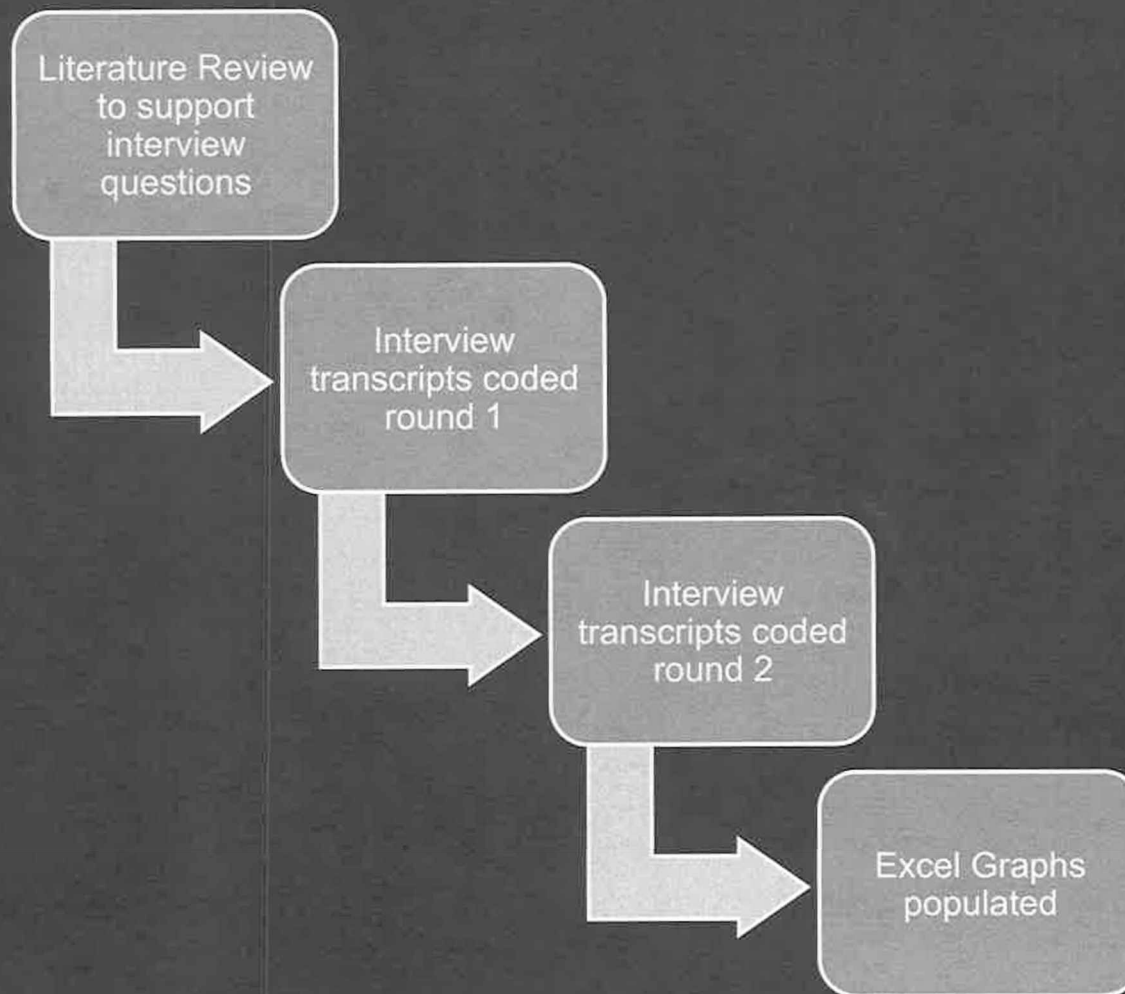 Literature Review
to support
interview
questions
Interview
transcripts coded
round 1
Interview
transcripts coded
round 2
Excel Graphs
populated